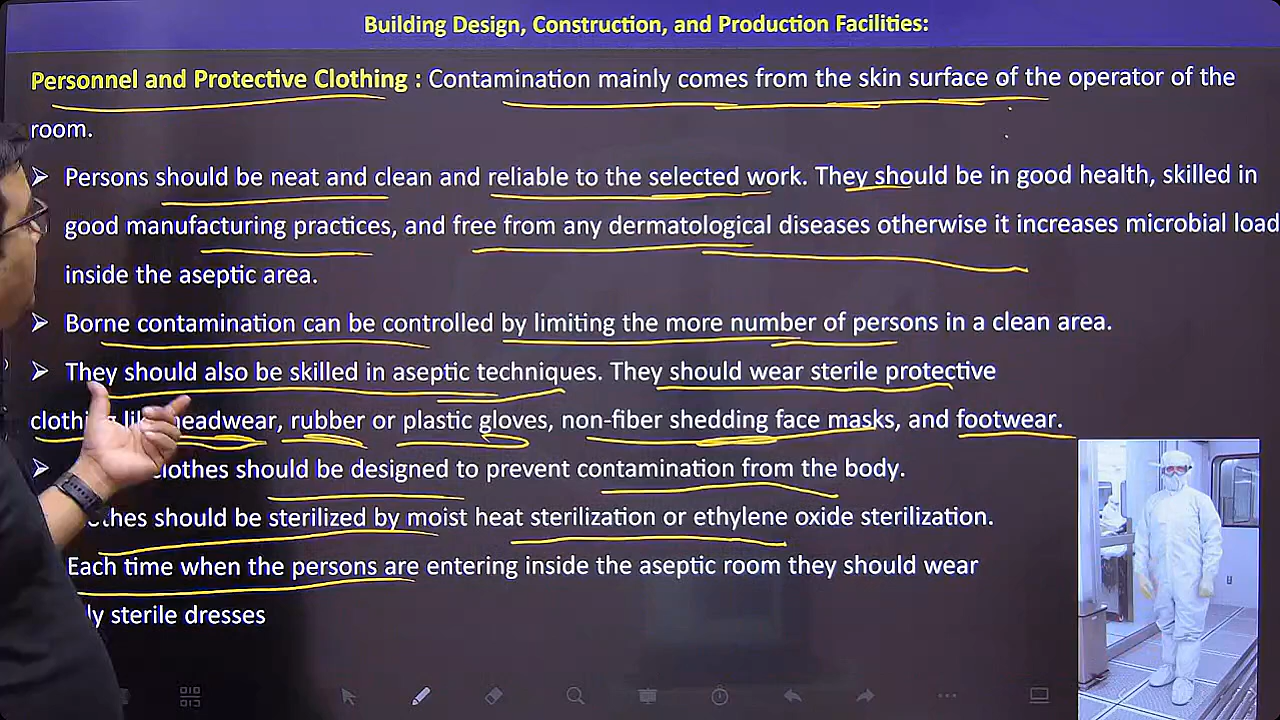 Building Design, Construction, and Production Facilities:
Personnel and Protective Clothing : Contamination mainly comes from the skin surface of the operator of the
room.
➢ Persons should be neat and clean and reliable to the selected work. They should be in good health, skilled in
good manufacturing practices, and free from any dermatological diseases otherwise it increases microbial load
inside the aseptic area.
➢ Borne contamination can be controlled by limiting the more number of persons in a clean area.
➢ They should also be skilled in aseptic techniques. They should wear sterile protective
clothing like headwear, rubber or plastic gloves, non-fiber shedding face masks, and footwear.
➢ clothes should be designed to prevent contamination from the body.
should be sterilized by moist heat sterilization or ethylene oxide sterilization.
Each time when the persons are entering inside the aseptic room they should wear
sterile dresses